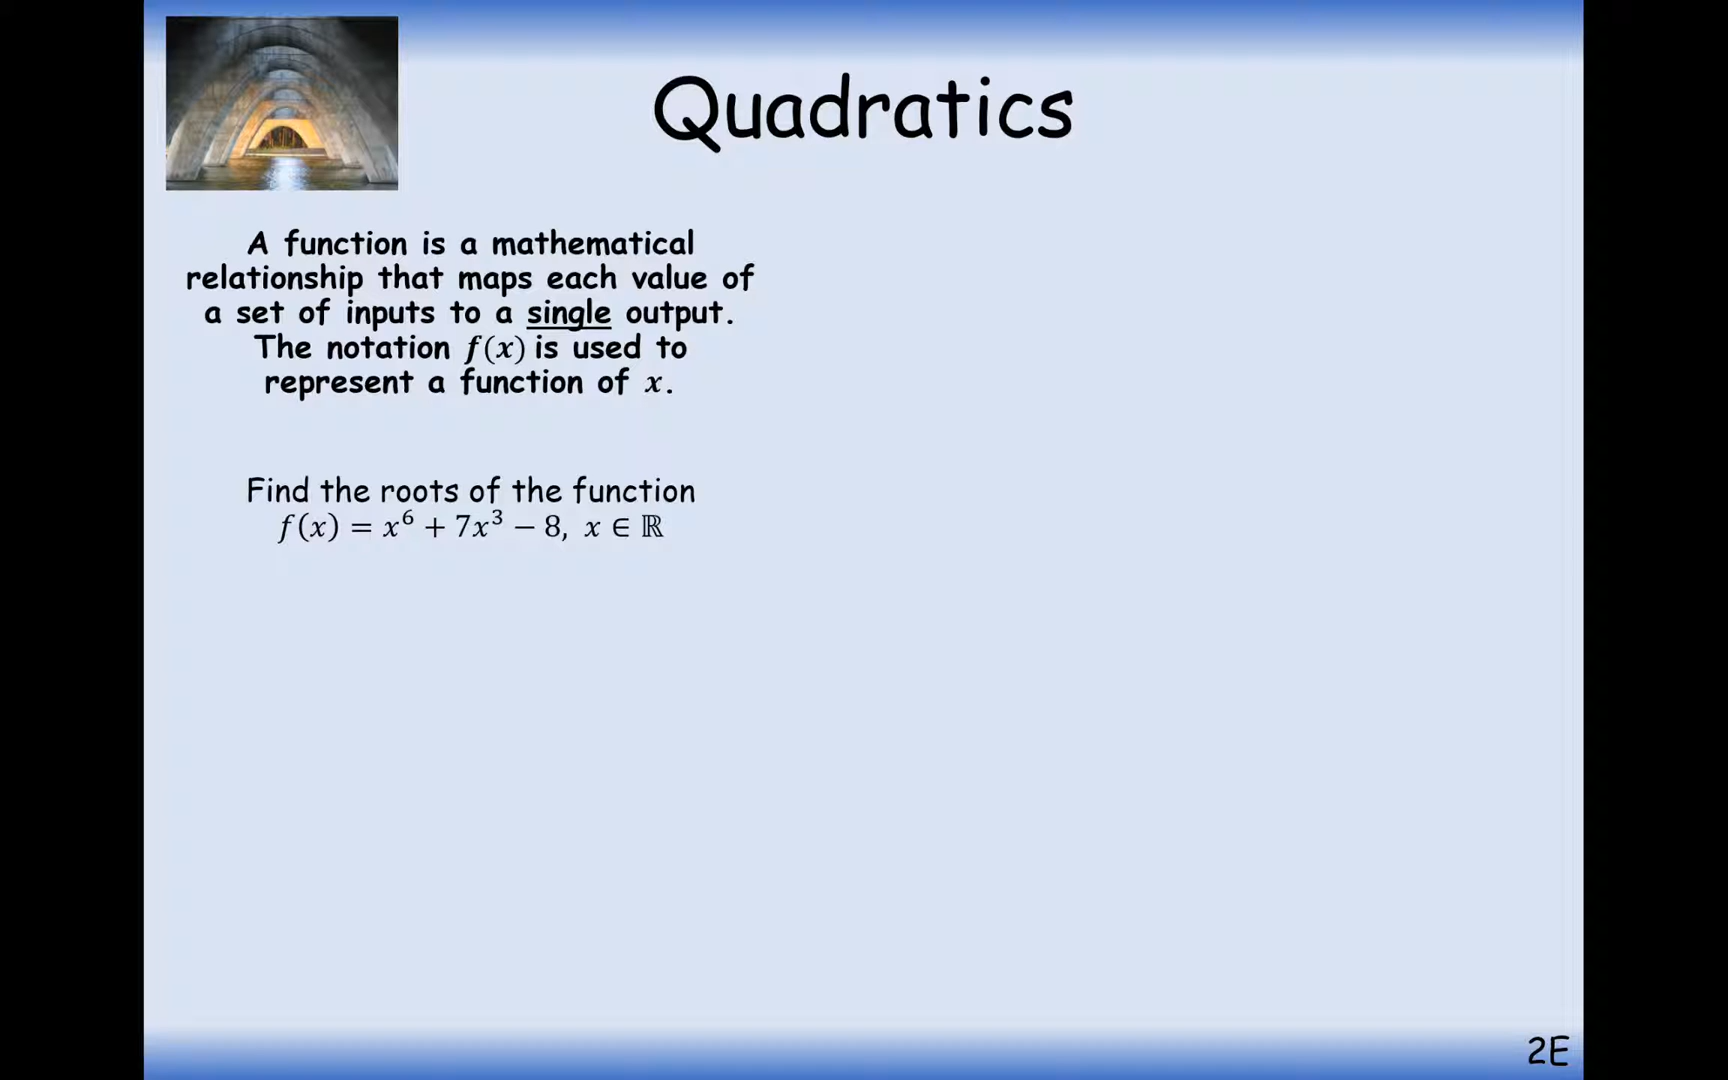 Quadratics
A function is a mathematical
relationship that maps each value of
a set of inputs to a single output.
The notation f(x) is used to
represent a function of x.
Find the roots of the function
f(x) = x⁶ + 7x³ − 8, x ∈ ℝ
2E